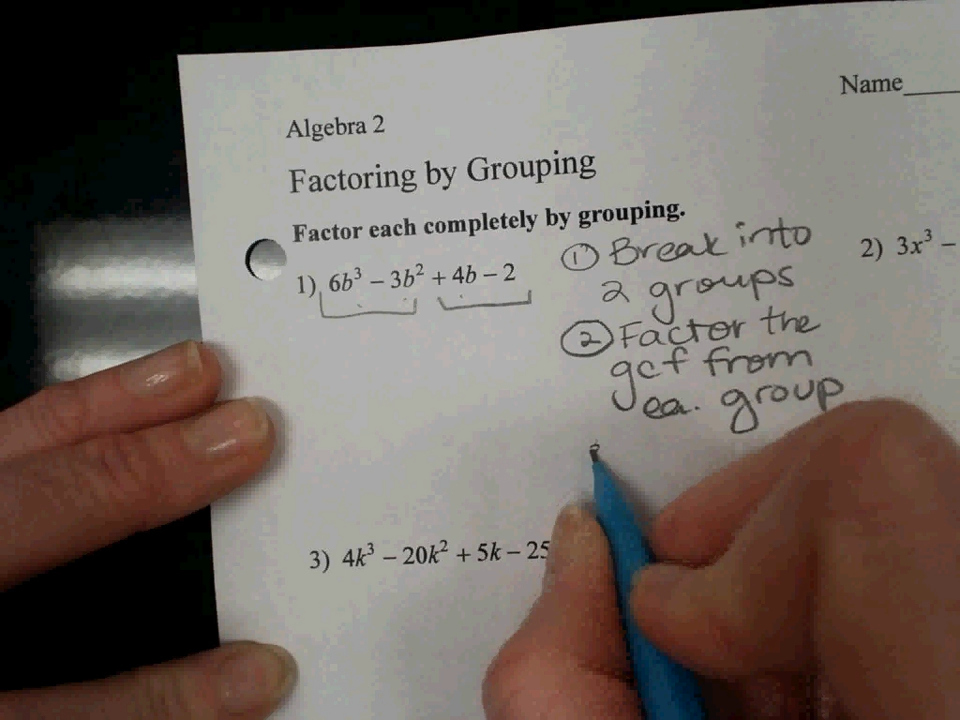 Name____
Algebra 2
Factoring by Grouping
Factor each completely by grouping.
1) 6b³ – 3b² + 4b – 2
① Break into
2 groups
② Factor the
gcf from
ea. group
2) 3x³ –
3) 4k³ – 20k² + 5k – 25